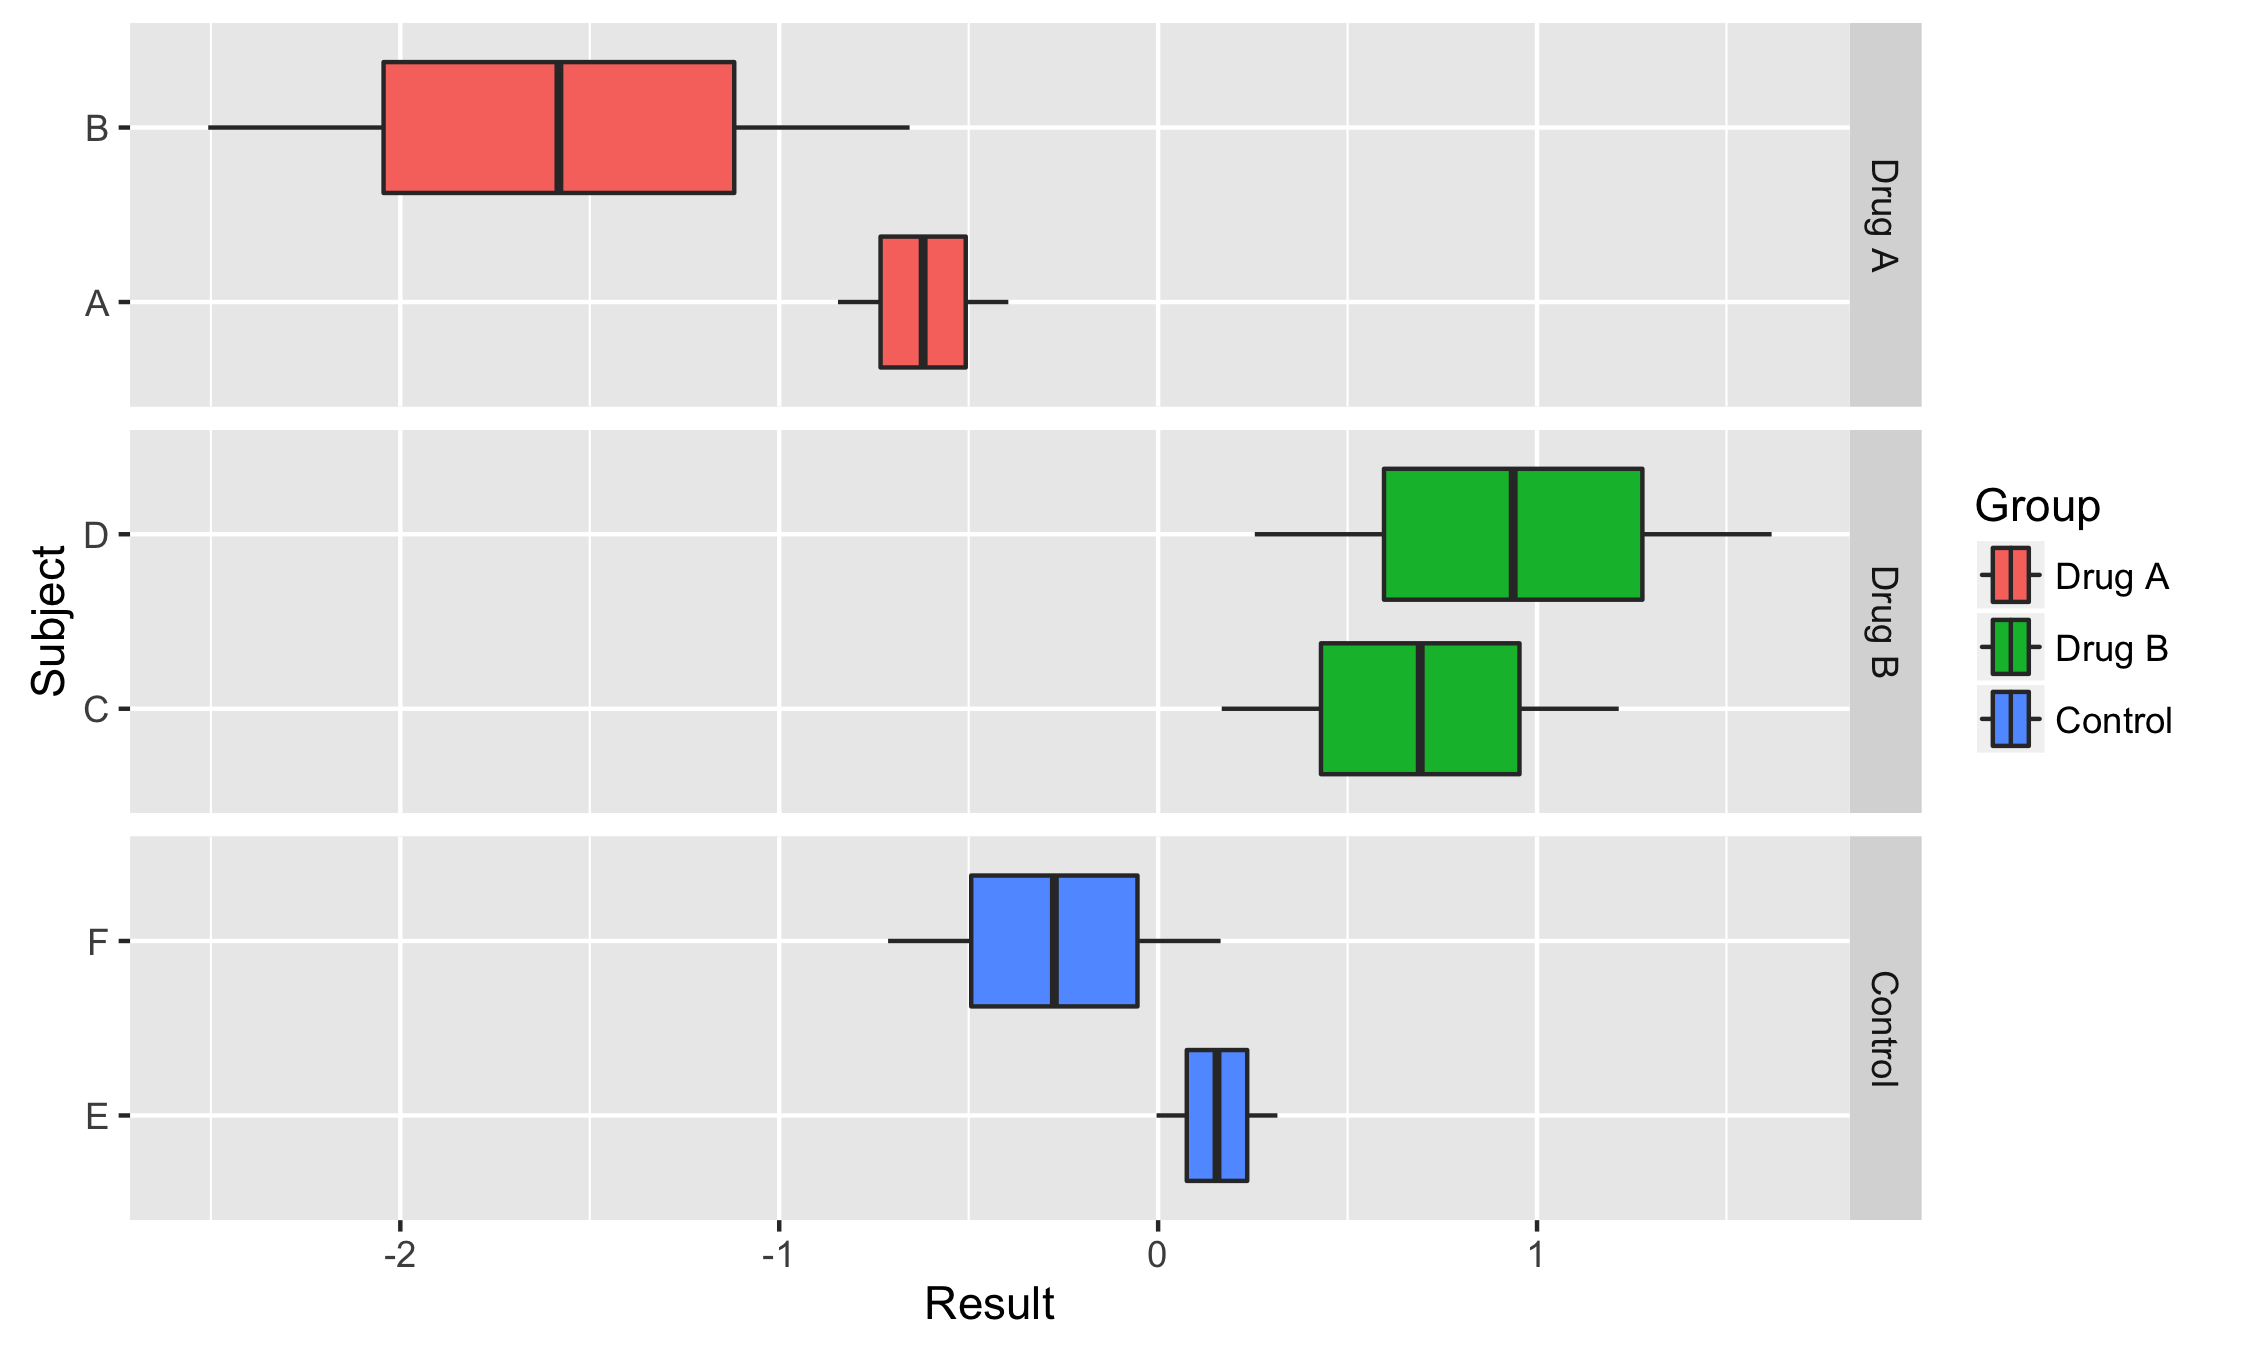 B
A
Drug A
D
C
Drug B
F
E
Control
Subject
-2 -1 0 1
Result
Group
Drug A
Drug B
Control